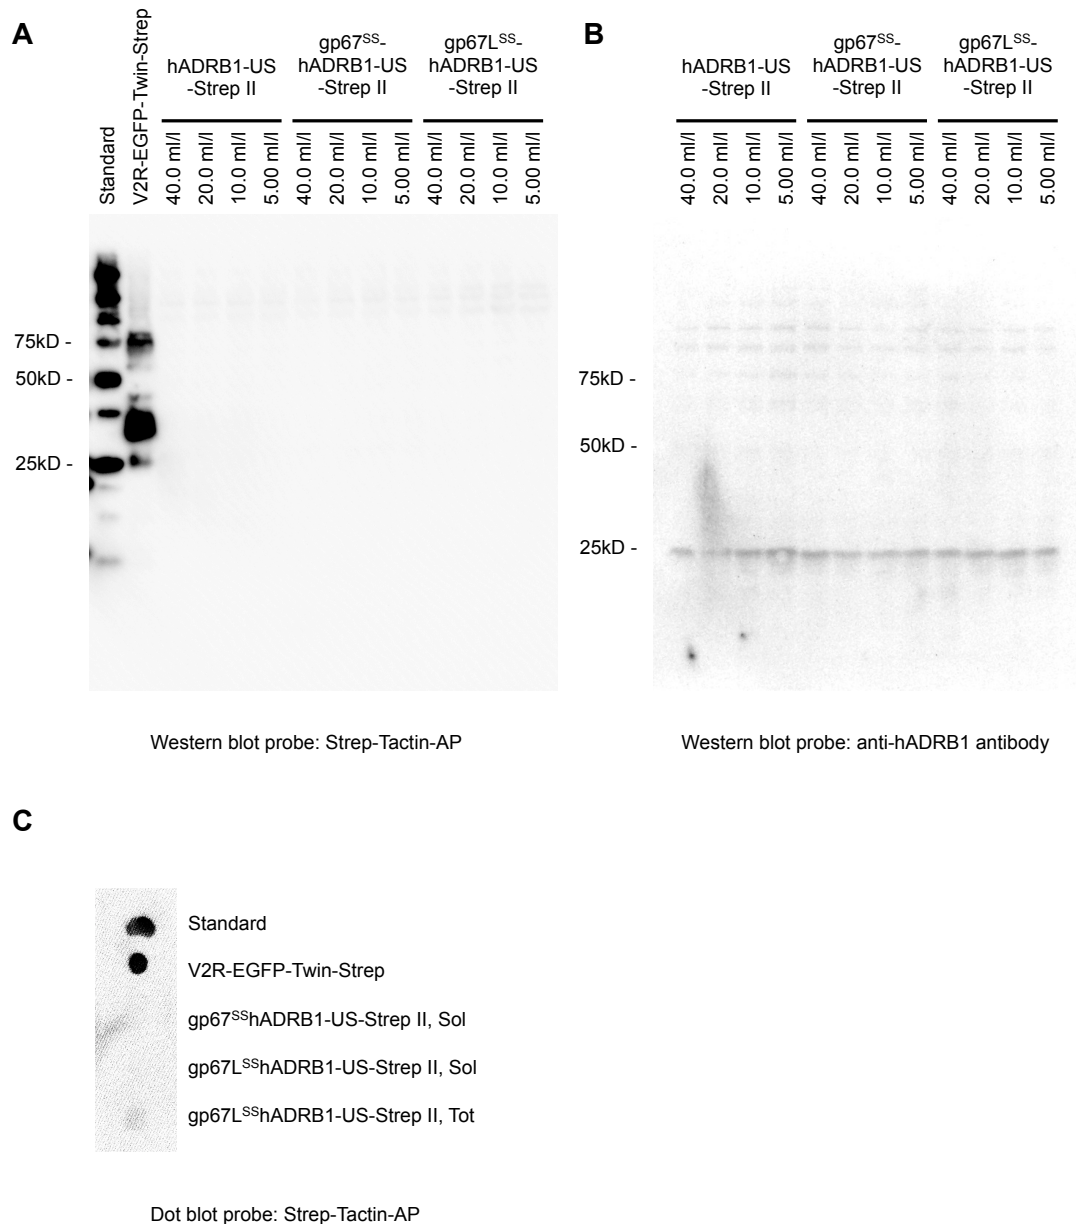 A
Standard
V2R-EGFP-Twin-Strep
hADRB1-US
-Strep II
gp67SS-
hADRB1-US
-Strep II
gp67LSS-
hADRB1-US
-Strep II
40.0 ml/l
20.0 ml/l
10.0 ml/l
5.00 ml/l
40.0 ml/l
20.0 ml/l
10.0 ml/l
5.00 ml/l
40.0 ml/l
20.0 ml/l
10.0 ml/l
5.00 ml/l
75kD -
50kD -
25kD -
Western blot probe: Strep-Tactin-AP
B
hADRB1-US
-Strep II
gp67SS-
hADRB1-US
-Strep II
gp67LSS-
hADRB1-US
-Strep II
40.0 ml/l
20.0 ml/l
10.0 ml/l
5.00 ml/l
40.0 ml/l
20.0 ml/l
10.0 ml/l
5.00 ml/l
40.0 ml/l
20.0 ml/l
10.0 ml/l
5.00 ml/l
75kD -
50kD -
25kD -
Western blot probe: anti-hADRB1 antibody
C
Standard
V2R-EGFP-Twin-Strep
gp67SShADRB1-US-Strep II, Sol
gp67LSShADRB1-US-Strep II, Sol
gp67LSShADRB1-US-Strep II, Tot
Dot blot probe: Strep-Tactin-AP